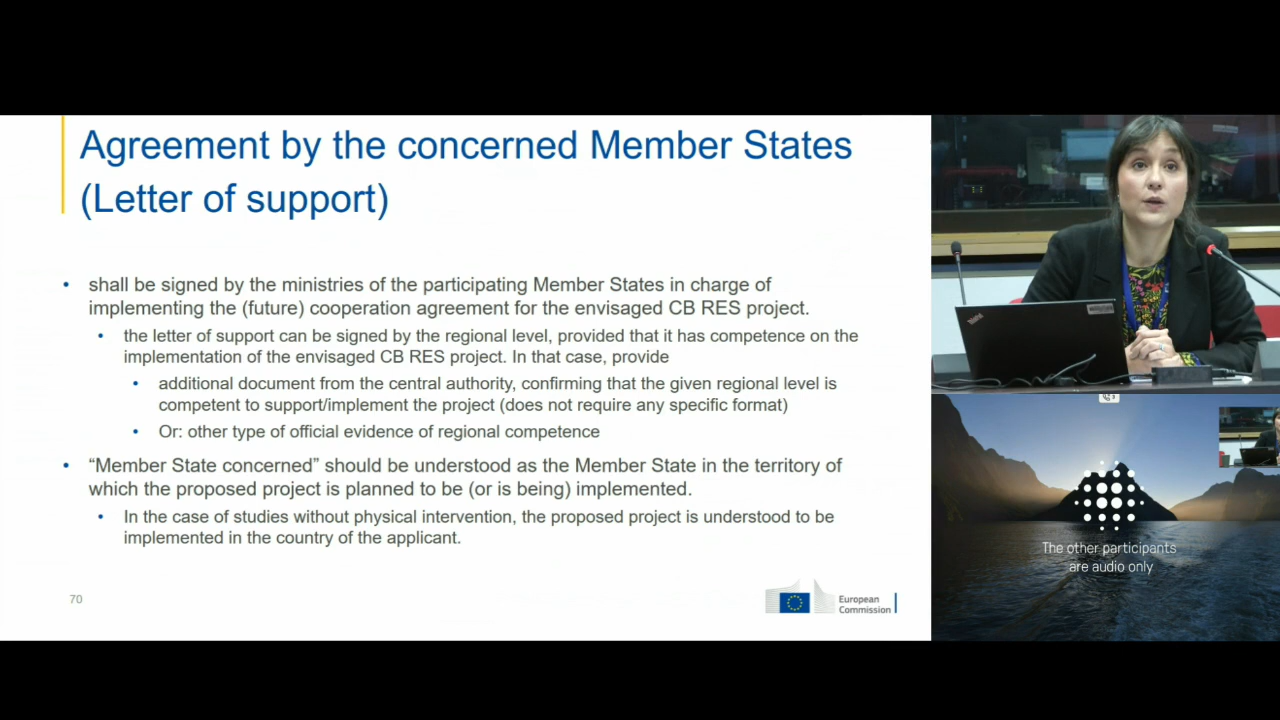 Agreement by the concerned Member States
(Letter of support)
• shall be signed by the ministries of the participating Member States in charge of
implementing the (future) cooperation agreement for the envisaged CB RES project.
• the letter of support can be signed by the regional level, provided that it has competence on the
implementation of the envisaged CB RES project. In that case, provide
• additional document from the central authority, confirming that the given regional level is
competent to support/implement the project (does not require any specific format)
• Or: other type of official evidence of regional competence
• “Member State concerned” should be understood as the Member State in the territory of
which the proposed project is planned to be (or is being) implemented.
• In the case of studies without physical intervention, the proposed project is understood to be
implemented in the country of the applicant.
70
European
Commission
The other participants
are audio only